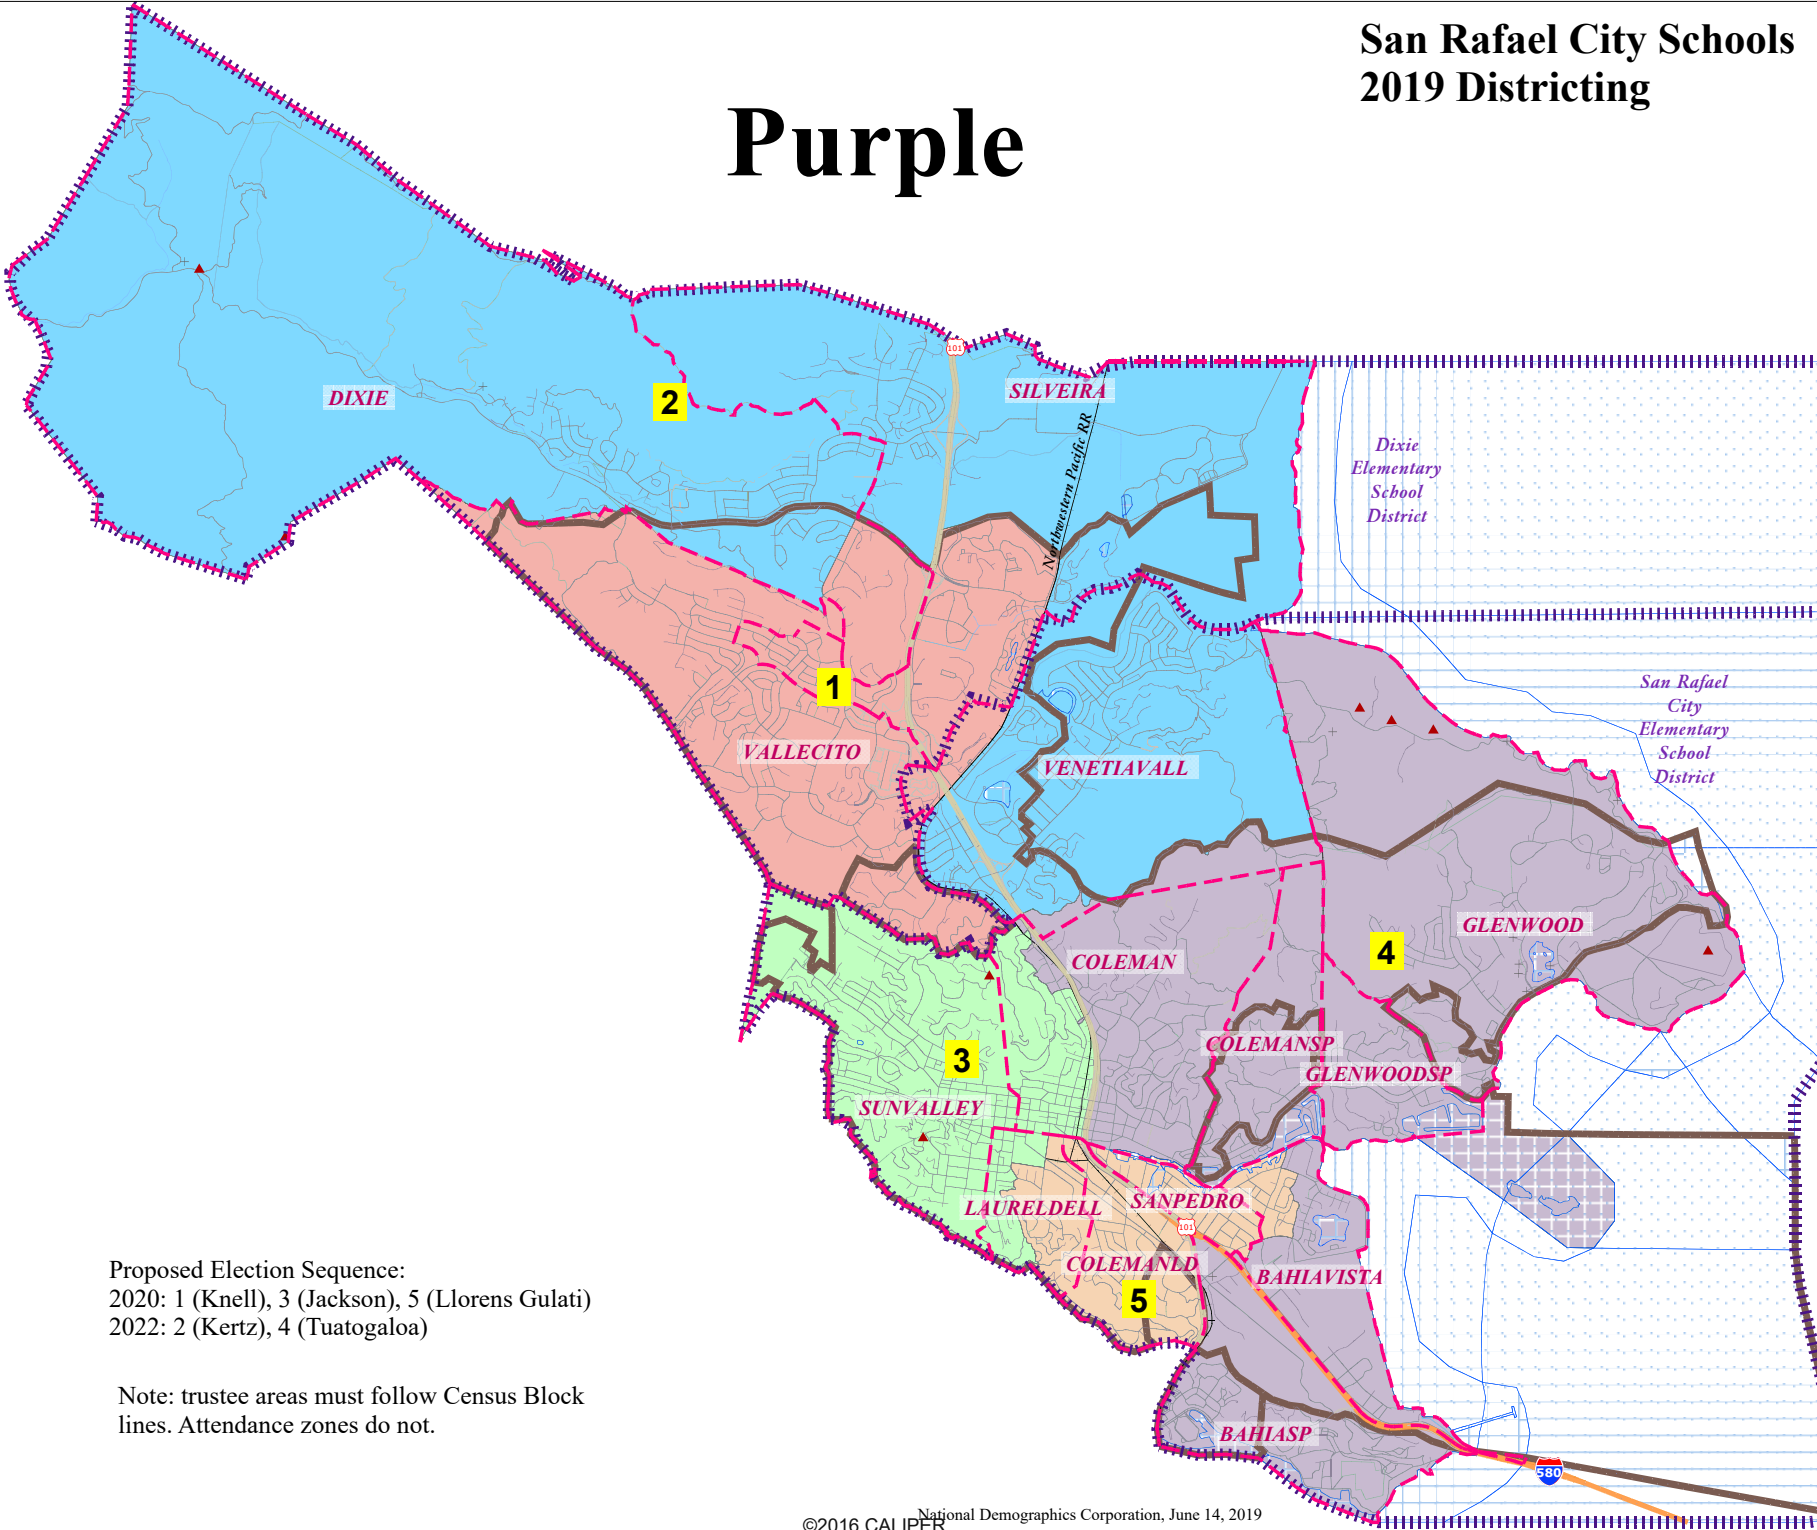 San Rafael City Schools
2019 Districting
Purple
101
DIXIE
2
SILVEIRA
Northwestern Pacific RR
Dixie
Elementary
School
District
1
VALLECITO
VENETIAVALL
San Rafael
City
Elementary
School
District
GLENWOOD
4
COLEMAN
COLEMANSP
3
GLENWOODSP
SUNVALLEY
LAURELDELL
SANPEDRO
101
COLEMANLD
BAHIAVISTA
5
BAHIASP
580
Proposed Election Sequence:
2020: 1 (Knell), 3 (Jackson), 5 (Llorens Gulati)
2022: 2 (Kertz), 4 (Tuatogaloa)
Note: trustee areas must follow Census Block
lines. Attendance zones do not.
National Demographics Corporation, June 14, 2019
©2016 CALIPER